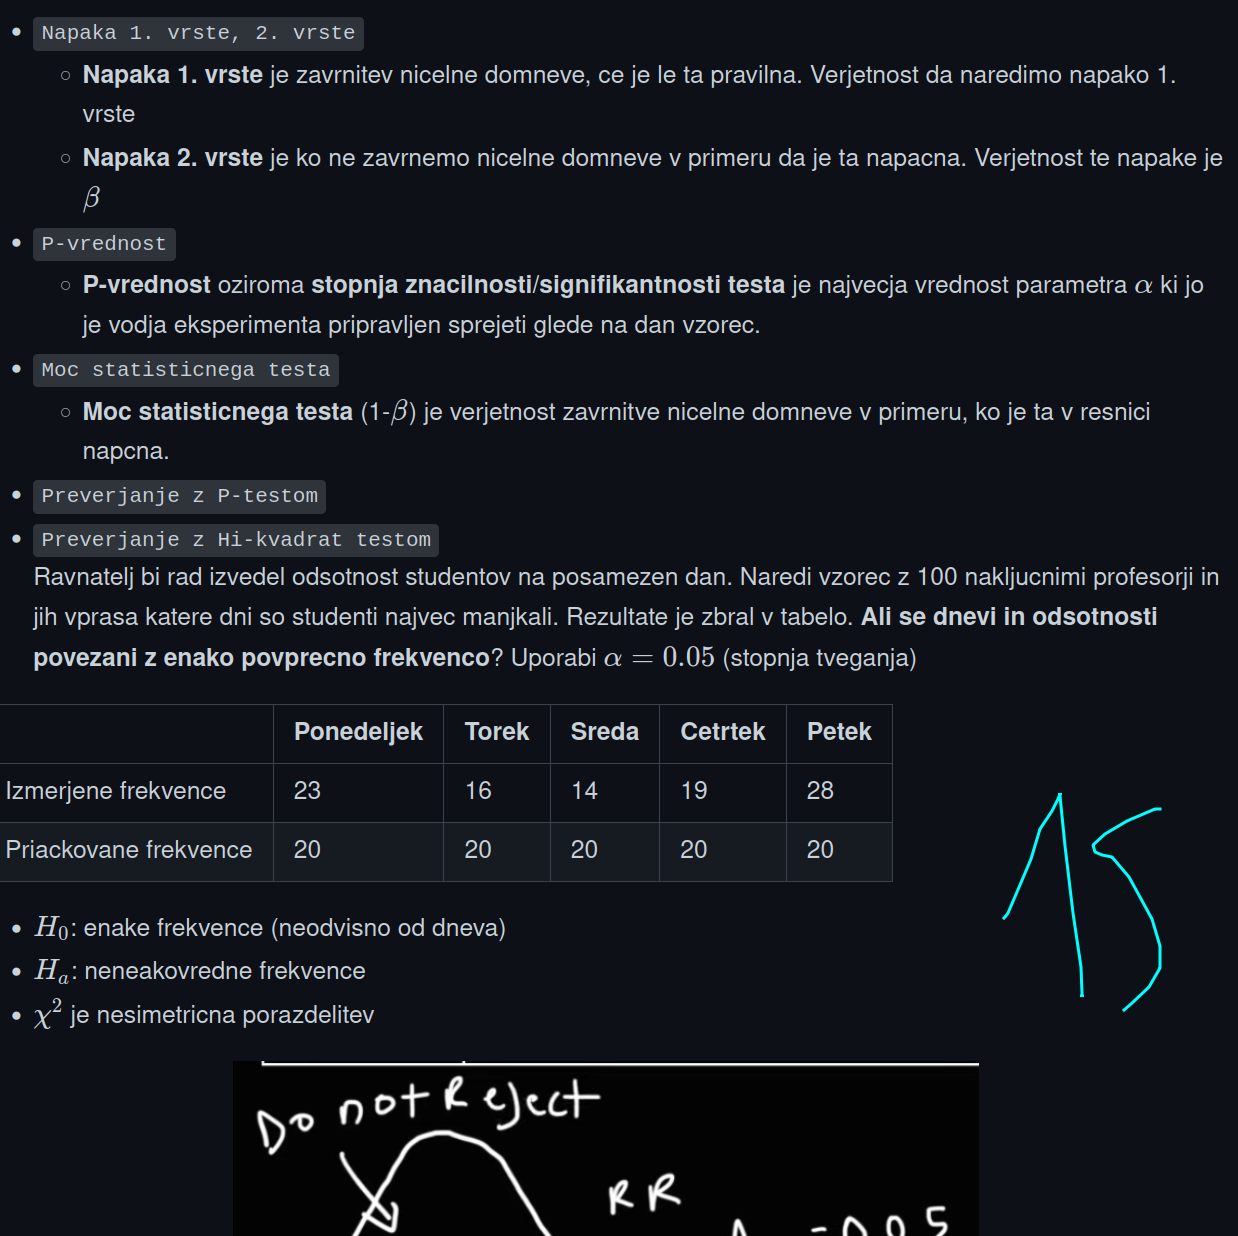 Napaka 1. vrste, 2. vrste
Napaka 1. vrste je zavrnitev nicelne domneve, ce je le ta pravilna. Verjetnost da naredimo napako 1.
vrste
Napaka 2. vrste je ko ne zavrnemo nicelne domneve v primeru da je ta napacna. Verjetnost te napake je
β
P-vrednost
P-vrednost oziroma stopnja znacilnosti/signifikantnosti testa je najvecja vrednost parametra α ki jo
je vodja eksperimenta pripravljen sprejeti glede na dan vzorec.
Moc statisticnega testa
Moc statisticnega testa (1-β) je verjetnost zavrnitve nicelne domneve v primeru, ko je ta v resnici
napcna.
Preverjanje z P-testom
Preverjanje z Hi-kvadrat testom
Ravnatelj bi rad izvedel odsotnost studentov na posamezen dan. Naredi vzorec z 100 nakljucnimi profesorji in
jih vprasa katere dni so studenti najvec manjkali. Rezultate je zbral v tabelo. Ali se dnevi in odsotnosti
povezani z enako povprecno frekvenco? Uporabi α = 0.05 (stopnja tveganja)
Ponedeljek Torek Sreda Cetrtek Petek
Izmerjene frekvence 23 16 14 19 28
Priackovane frekvence 20 20 20 20 20
15
H₀: enake frekvence (neodvisno od dneva)
Hₐ: neneakovredne frekvence
χ² je nesimetricna porazdelitev
Do not Reject
RR
= 0.05